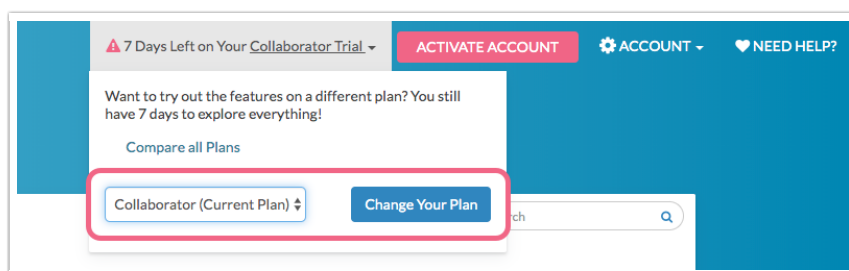 7 Days Left on Your Collaborator Trial
ACTIVATE ACCOUNT
ACCOUNT
NEED HELP?
Want to try out the features on a different plan? You still
have 7 days to explore everything!
Compare all Plans
Collaborator (Current Plan)
Change Your Plan